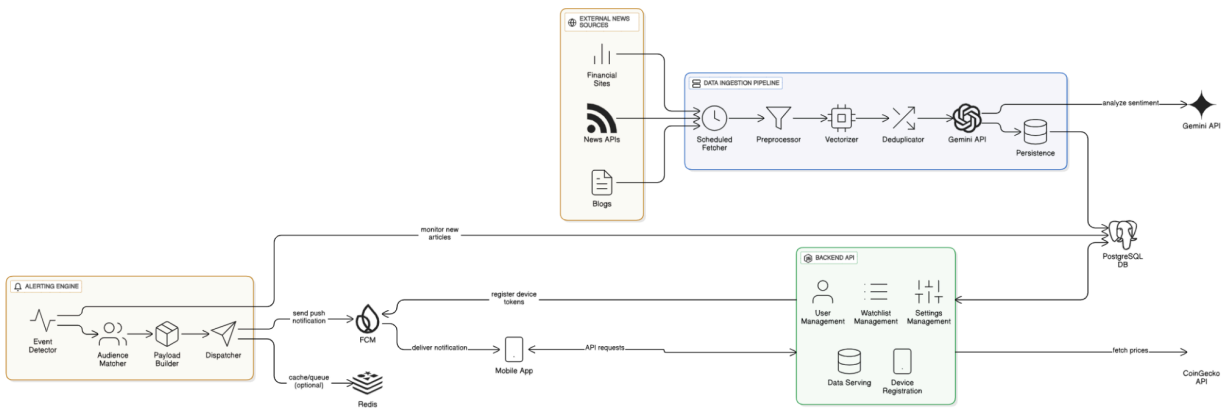 EXTERNAL NEWS
SOURCES
Financial
Sites
News APIs
Blogs
DATA INGESTION PIPELINE
Scheduled
Fetcher
Preprocessor
Vectorizer
Deduplicator
Gemini API
Persistence
analyze sentiment
Gemini API
monitor new
articles
PostgreSQL
DB
ALERTING ENGINE
Event
Detector
Audience
Matcher
Payload
Builder
Dispatcher
send push
notification
cache/queue
(optional)
FCM
Redis
register device
tokens
deliver notification
Mobile App
API requests
BACKEND API
User
Management
Watchlist
Management
Settings
Management
Data Serving
Device
Registration
fetch prices
CoinGecko
API